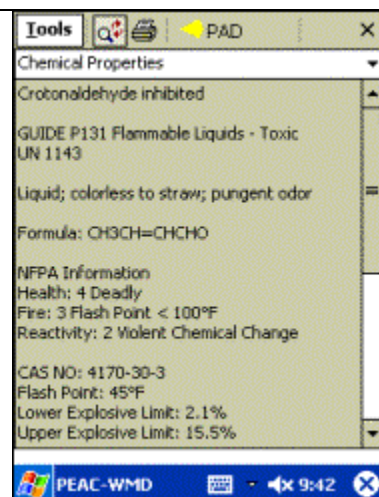 Tools PAD ×
Chemical Properties
Crotonaldehyde inhibited
GUIDE P131 Flammable Liquids - Toxic
UN 1143
Liquid; colorless to straw; pungent odor
Formula: CH3CH=CHCHO
NFPA Information
Health: 4 Deadly
Fire: 3 Flash Point < 100°F
Reactivity: 2 Violent Chemical Change
CAS NO: 4170-30-3
Flash Point: 45°F
Lower Explosive Limit: 2.1%
Upper Explosive Limit: 15.5%
PEAC-WMD 9:42